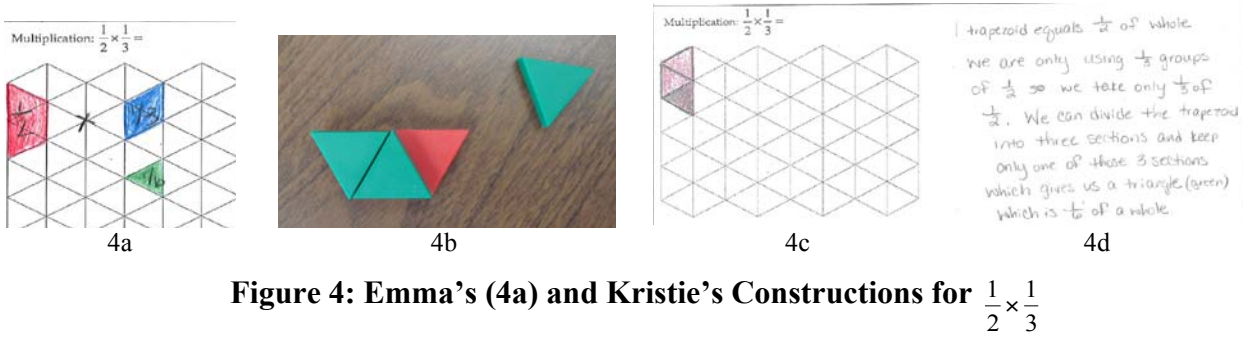 Multiplication: 1/2 × 1/3 =
1/2
×
1/3
1/6
4a
4b
Multiplication: 1/2 × 1/3 =
4c
1 trapezoid equals 1/2 of whole
we are only using 1/3 groups
of 1/2 so we take only 1/3 of
1/2. We can divide the trapezoid
into three sections and keep
only one of those 3 sections
which gives us a triangle (green)
which is 1/6 of a whole
4d
Figure 4: Emma's (4a) and Kristie's Constructions for 1/2 × 1/3